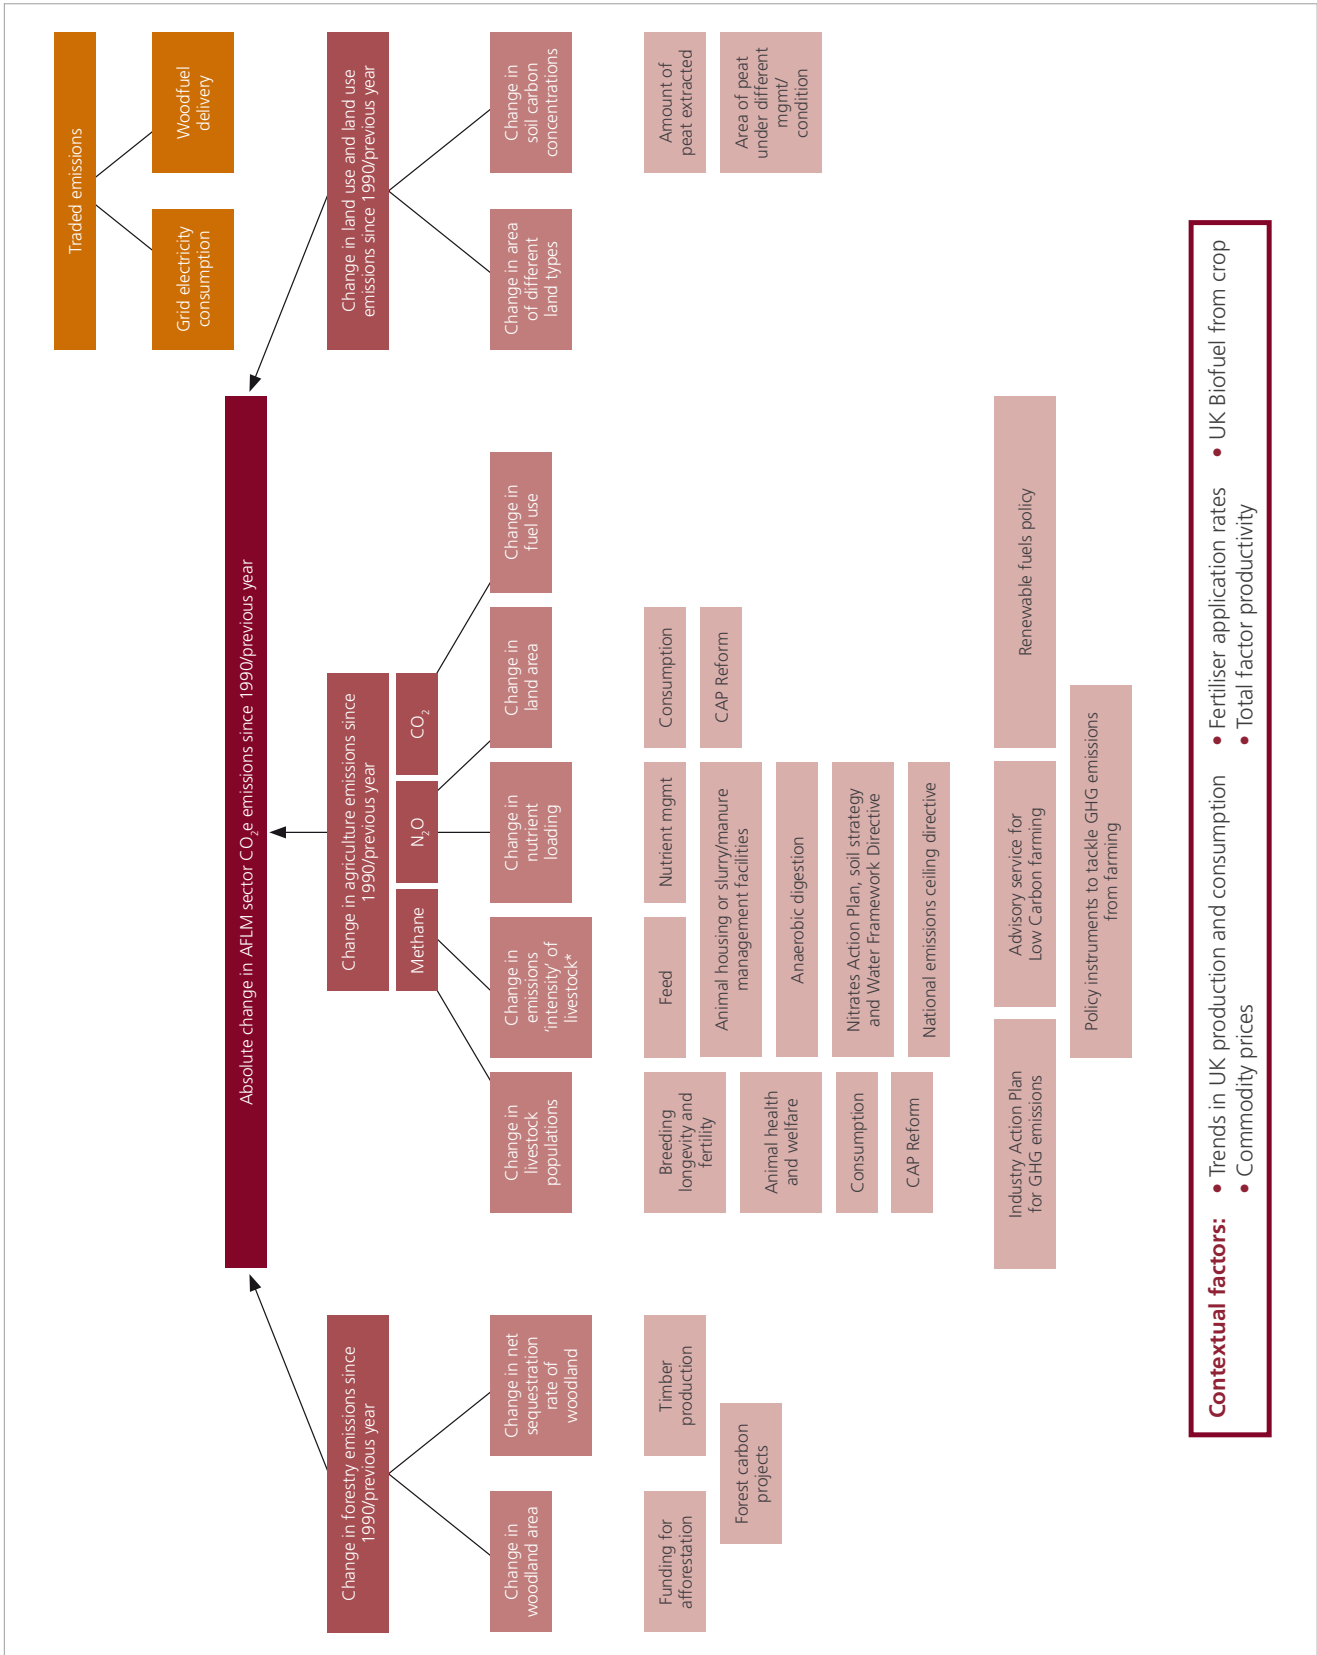 Traded emissions
Grid electricity
consumption
Woodfuel
delivery
Absolute change in AFLM sector CO₂e emissions since 1990/previous year
Change in forestry emissions since
1990/previous year
Change in agriculture emissions since
1990/previous year
Change in land use and land use
emissions since 1990/previous year
Methane
N₂O
CO₂
Change in
woodland area
Change in net
sequestration
rate of
woodland
Change in
livestock
populations
Change in
emissions
‘intensity’ of
livestock*
Change in
nutrient
loading
Change in
land area
Change in
fuel use
Change in area
of different
land types
Change in
soil carbon
concentrations
Funding for
afforestation
Timber
production
Forest carbon
projects
Breeding
longevity and
fertility
Animal health
and welfare
Consumption
CAP Reform
Feed
Nutrient mgmt
Animal housing or slurry/manure
management facilities
Anaerobic digestion
Nitrates Action Plan, soil strategy
and Water Framework Directive
National emissions ceiling directive
Consumption
CAP Reform
Amount of
peat extracted
Area of peat
under different
mgmt/
condition
Industry Action Plan
for GHG emissions
Advisory service for
Low Carbon farming
Renewable fuels policy
Policy instruments to tackle GHG emissions
from farming
Contextual factors: • Trends in UK production and consumption • Fertiliser application rates • UK Biofuel from crop
• Commodity prices • Total factor productivity